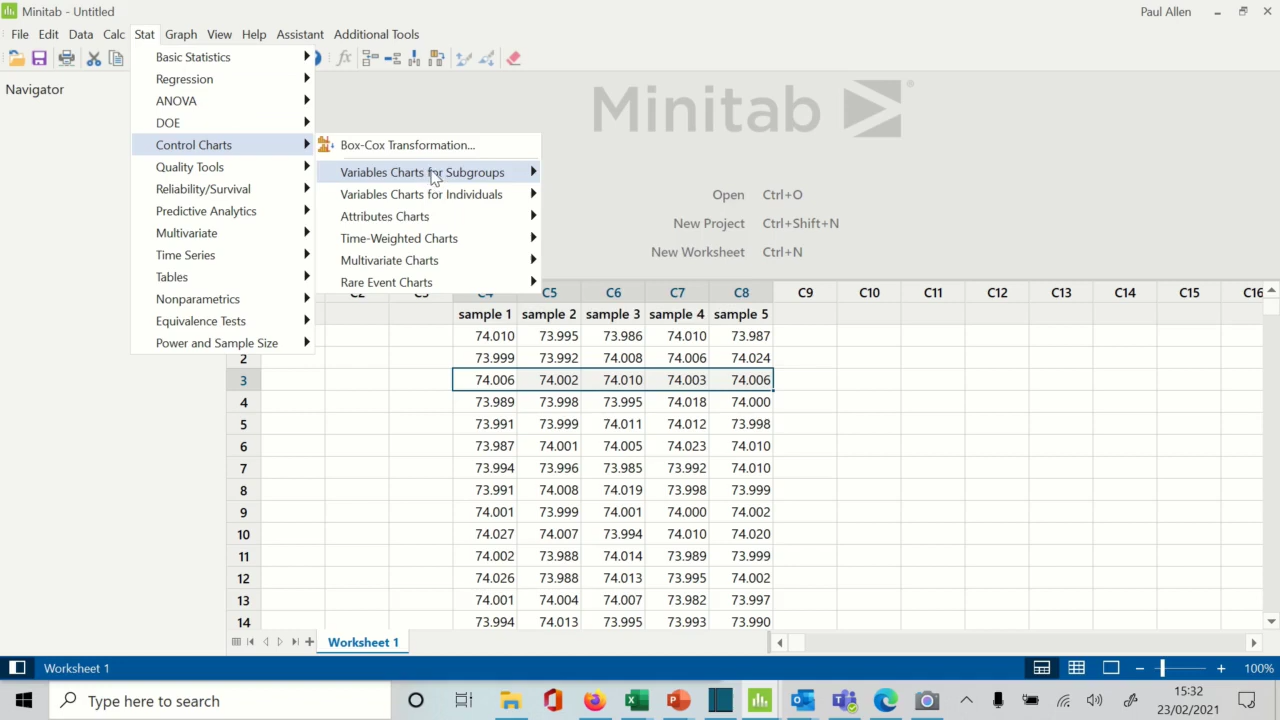 Minitab - Untitled
Paul Allen
File Edit Data Calc Stat Graph View Help Assistant Additional Tools
fx
Navigator
Basic Statistics
Regression
ANOVA
DOE
Control Charts
Quality Tools
Reliability/Survival
Predictive Analytics
Multivariate
Time Series
Tables
Nonparametrics
Equivalence Tests
Power and Sample Size
Box-Cox Transformation...
Variables Charts for Subgroups
Variables Charts for Individuals
Attributes Charts
Time-Weighted Charts
Multivariate Charts
Rare Event Charts
Minitab
Open Ctrl+O
New Project Ctrl+Shift+N
New Worksheet Ctrl+N
C2 C3 C4 C5 C6 C7 C8 C9 C10 C11 C12 C13 C14 C15 C16
sample 1 sample 2 sample 3 sample 4 sample 5
74.010 73.995 73.986 74.010 73.987
2 73.999 73.992 74.008 74.006 74.024
3 74.006 74.002 74.010 74.003 74.006
4 73.989 73.998 73.995 74.018 74.000
5 73.991 73.999 74.011 74.012 73.998
6 73.987 74.001 74.005 74.023 74.010
7 73.994 73.996 73.985 73.992 74.010
8 73.991 74.008 74.019 73.998 73.999
9 74.001 73.999 74.001 74.000 74.002
10 74.027 74.007 73.994 74.010 74.020
11 74.002 73.988 74.014 73.989 73.999
12 74.026 73.988 74.013 73.995 74.002
13 74.001 74.004 74.007 73.982 73.997
14 73.994 74.013 73.995 73.993 73.990
Worksheet 1
Worksheet 1
100%
Type here to search
15:32
23/02/2021